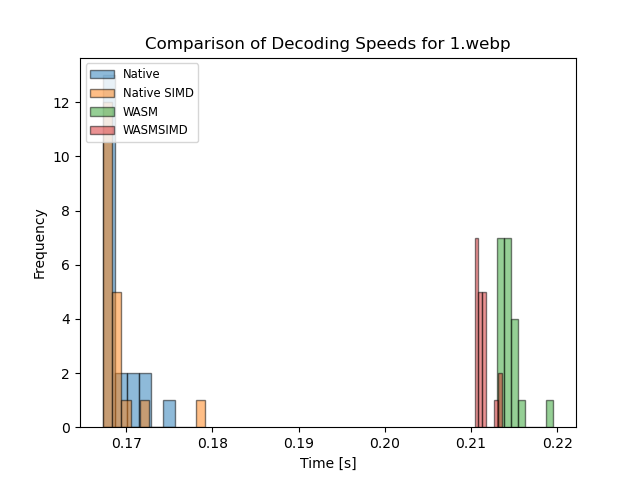 Comparison of Decoding Speeds for 1.webp
Native
Native SIMD
WASM
WASMSIMD
12
10
8
6
4
2
0
Frequency
0.17 0.18 0.19 0.20 0.21 0.22
Time [s]